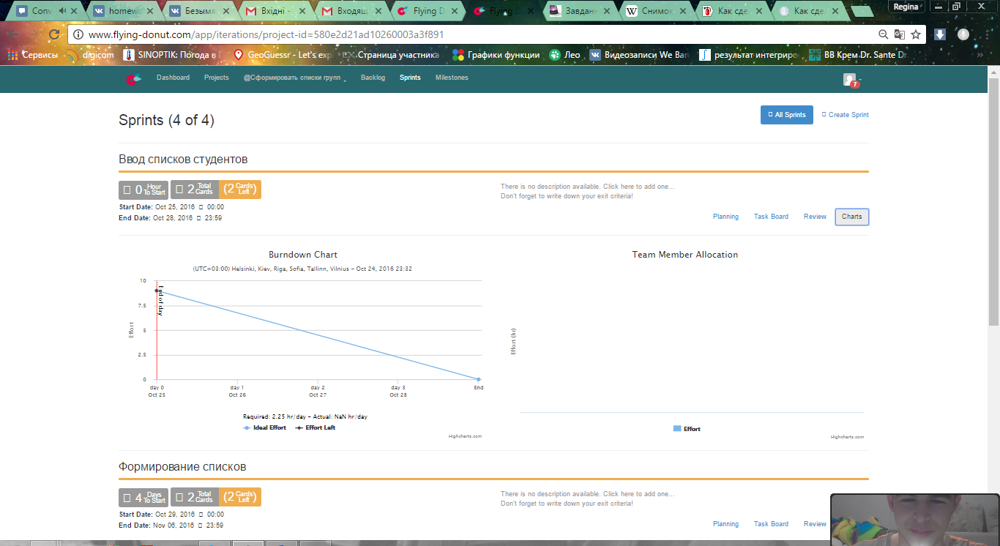 Conv
homewo
Безымя
Вхідні -
Входящ
Flying D
Flying D
Завдан
Снимок
Как сде
Как сде
Regina
www.flying-donut.com/app/iterations/project-id=580e2d21ad10260003a3f891
Сервисы
digicom
SINOPTIK: Погода в Г
GeoGuessr - Let's exp
Страница участника
Графики функции
Лео
Видеозаписи We Bar
результат интегриро
ВВ Крем Dr. Sante Dr
Dashboard
Projects
@Сформировать списки групп
Backlog
Sprints
Milestones
7
Sprints (4 of 4)
All Sprints
Create Sprint
Ввод списков студентов
0 Hour To Start
2 Total Cards
(2 Cards Left)
There is no description available. Click here to add one...
Don't forget to write down your exit criteria!
Start Date: Oct 25, 2016 00:00
End Date: Oct 28, 2016 23:59
Planning
Task Board
Review
Charts
Burndown Chart
(UTC+03:00) Helsinki, Kiev, Riga, Sofia, Tallinn, Vilnius - Oct 24, 2016 23:32
10
7.5
5
2.5
0
Effort
End of day
day 0
Oct 25
day 1
Oct 26
day 2
Oct 27
day 3
Oct 28
End
Required: 2.25 hr/day - Actual: NaN hr/day
Ideal Effort
Effort Left
Highcharts.com
Team Member Allocation
Effort (hr)
Effort
Highcharts.com
Формирование списков
4 Days To Start
2 Total Cards
(2 Cards Left)
There is no description available. Click here to add one...
Don't forget to write down your exit criteria!
Start Date: Oct 29, 2016 00:00
End Date: Nov 06, 2016 23:59
Planning
Task Board
Review